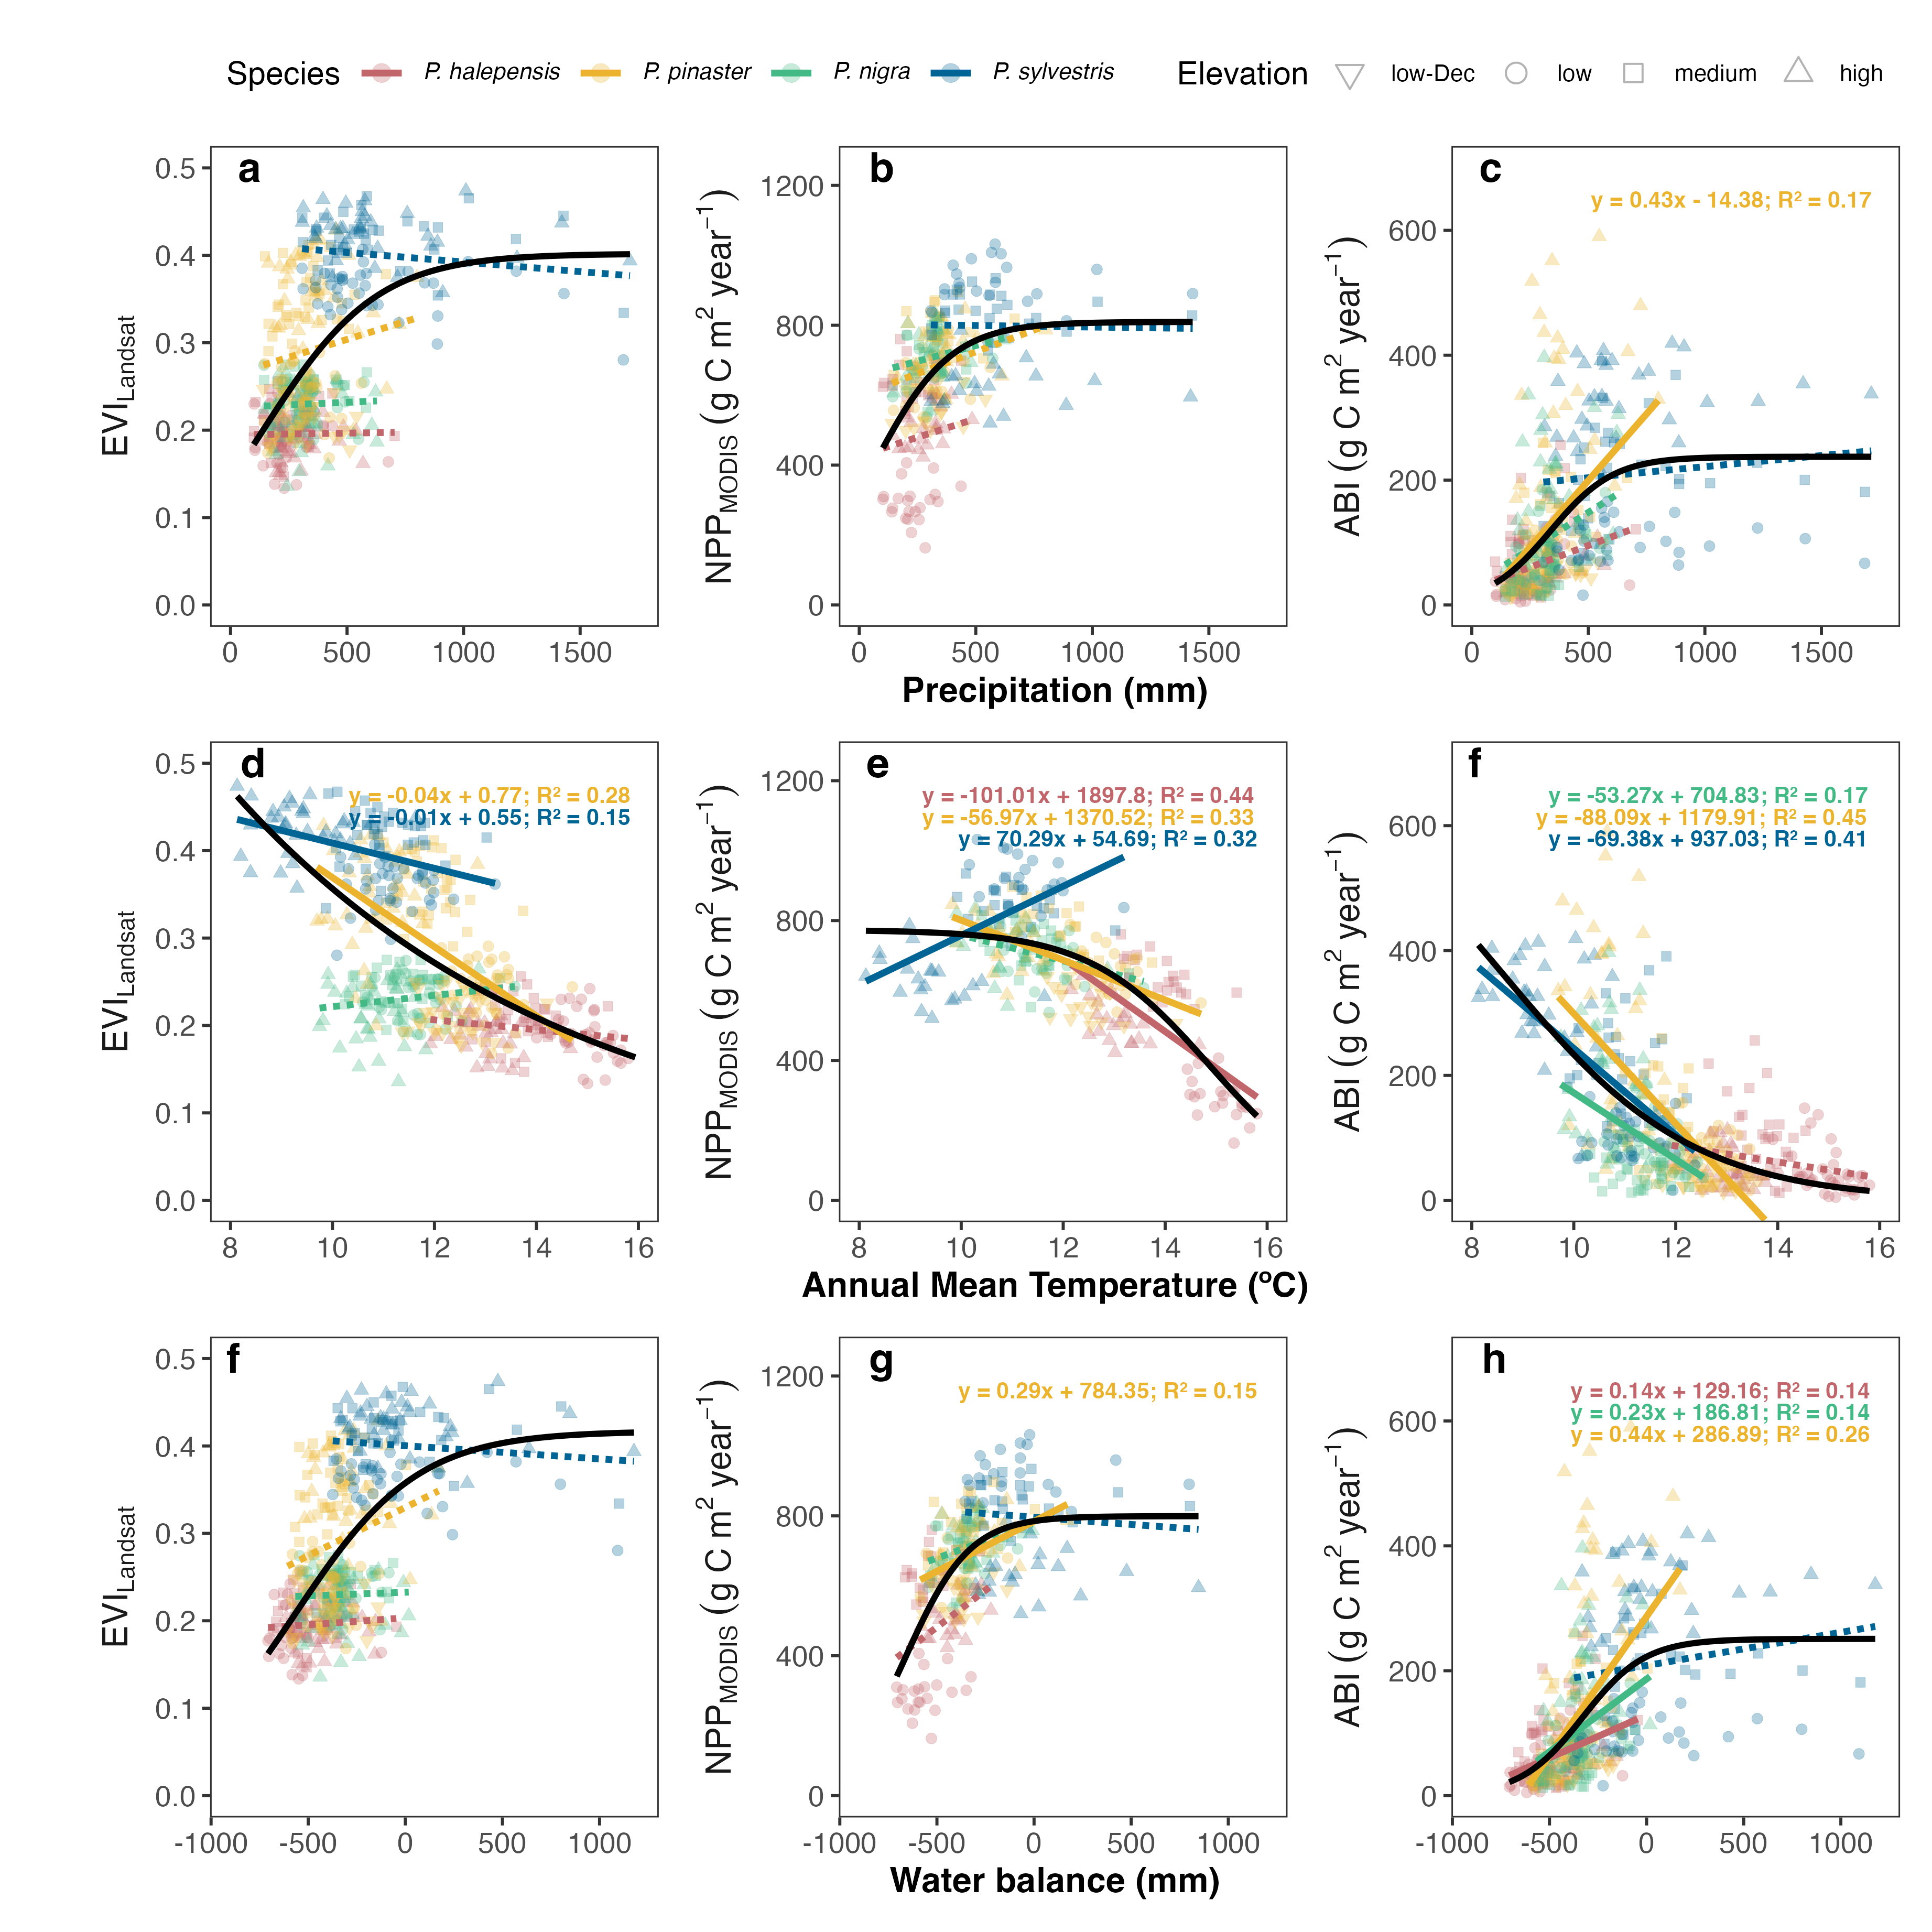 Species P. halepensis P. pinaster P. nigra P. sylvestris Elevation low-Dec low medium high
a
EVI_Landsat
0.5
0.4
0.3
0.2
0.1
0.0
0 500 1000 1500
b
NPP_MODIS (g C m² year⁻¹)
1200
800
400
0
0 500 1000 1500
c
y = 0.43x - 14.38; R² = 0.17
ABI (g C m² year⁻¹)
600
400
200
0
0 500 1000 1500
Precipitation (mm)
d
y = -0.04x + 0.77; R² = 0.28
y = -0.01x + 0.55; R² = 0.15
EVI_Landsat
0.5
0.4
0.3
0.2
0.1
0.0
8 10 12 14 16
e
y = -101.01x + 1897.8; R² = 0.44
y = -56.97x + 1370.52; R² = 0.33
y = 70.29x + 54.69; R² = 0.32
NPP_MODIS (g C m² year⁻¹)
1200
800
400
0
8 10 12 14 16
f
y = -53.27x + 704.83; R² = 0.17
y = -88.09x + 1179.91; R² = 0.45
y = -69.38x + 937.03; R² = 0.41
ABI (g C m² year⁻¹)
600
400
200
0
8 10 12 14 16
Annual Mean Temperature (ºC)
f
EVI_Landsat
0.5
0.4
0.3
0.2
0.1
0.0
-1000 -500 0 500 1000
g
y = 0.29x + 784.35; R² = 0.15
NPP_MODIS (g C m² year⁻¹)
1200
800
400
0
-1000 -500 0 500 1000
h
y = 0.14x + 129.16; R² = 0.14
y = 0.23x + 186.81; R² = 0.14
y = 0.44x + 286.89; R² = 0.26
ABI (g C m² year⁻¹)
600
400
200
0
-1000 -500 0 500 1000
Water balance (mm)